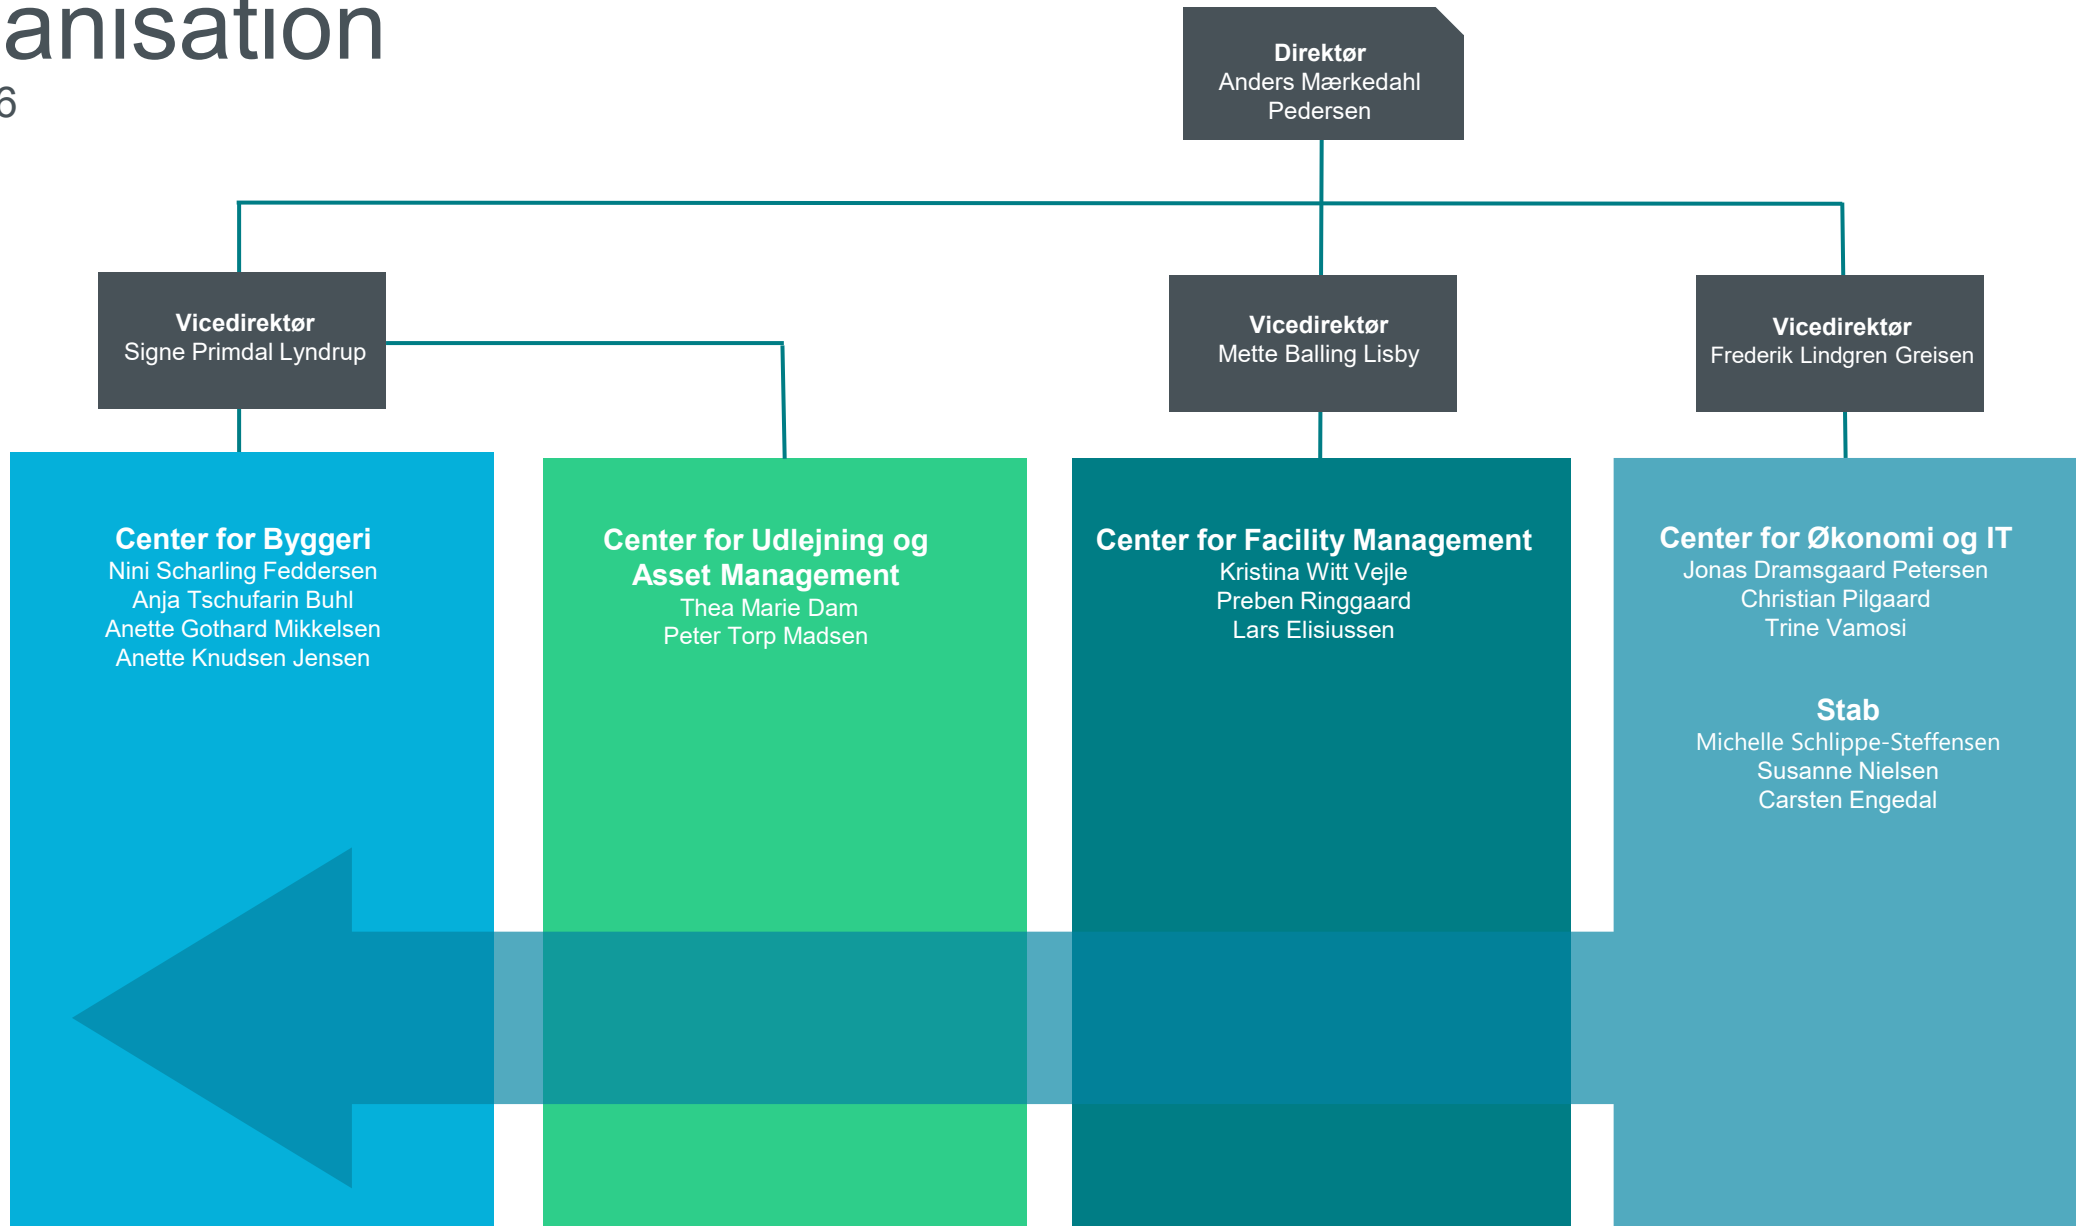 anisation
6
Direktør
Anders Mærkedahl
Pedersen
Vicedirektør
Signe Primdal Lyndrup
Vicedirektør
Mette Balling Lisby
Vicedirektør
Frederik Lindgren Greisen
Center for Byggeri
Nini Scharling Feddersen
Anja Tschufarin Buhl
Anette Gothard Mikkelsen
Anette Knudsen Jensen
Center for Udlejning og
Asset Management
Thea Marie Dam
Peter Torp Madsen
Center for Facility Management
Kristina Witt Vejle
Preben Ringgaard
Lars Elisiussen
Center for Økonomi og IT
Jonas Dramsgaard Petersen
Christian Pilgaard
Trine Vamosi
Stab
Michelle Schlippe-Steffensen
Susanne Nielsen
Carsten Engedal